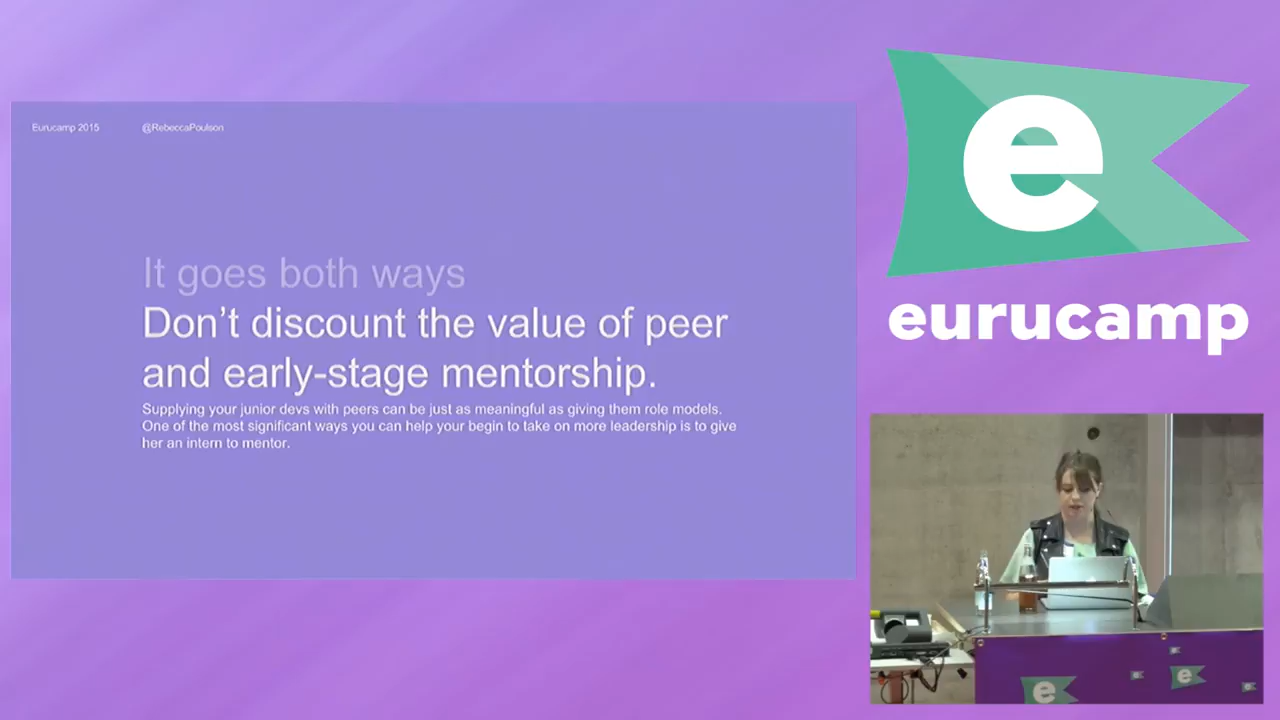 Eurucamp 2015 @RebeccaPoulson
It goes both ways
Don't discount the value of peer
and early-stage mentorship.
Supplying your junior devs with peers can be just as meaningful as giving them role models.
One of the most significant ways you can help your begin to take on more leadership is to give
her an intern to mentor.
e
eurucamp
e
e
e
e
e